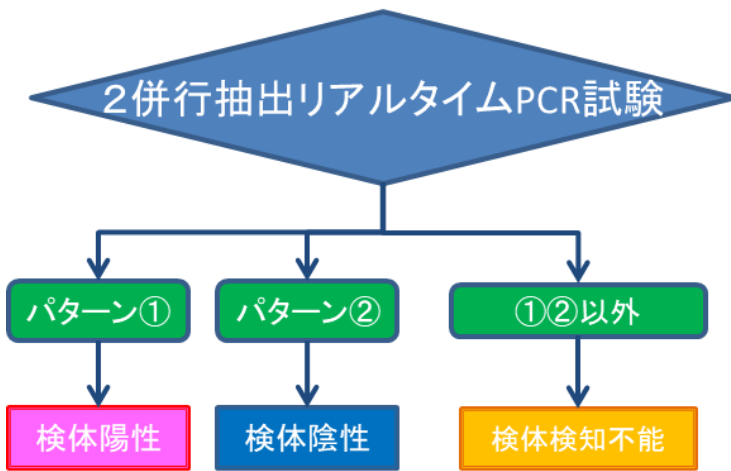 ２併行抽出リアルタイムPCR試験
パターン①
パターン②
①②以外
検体陽性
検体陰性
検体検知不能